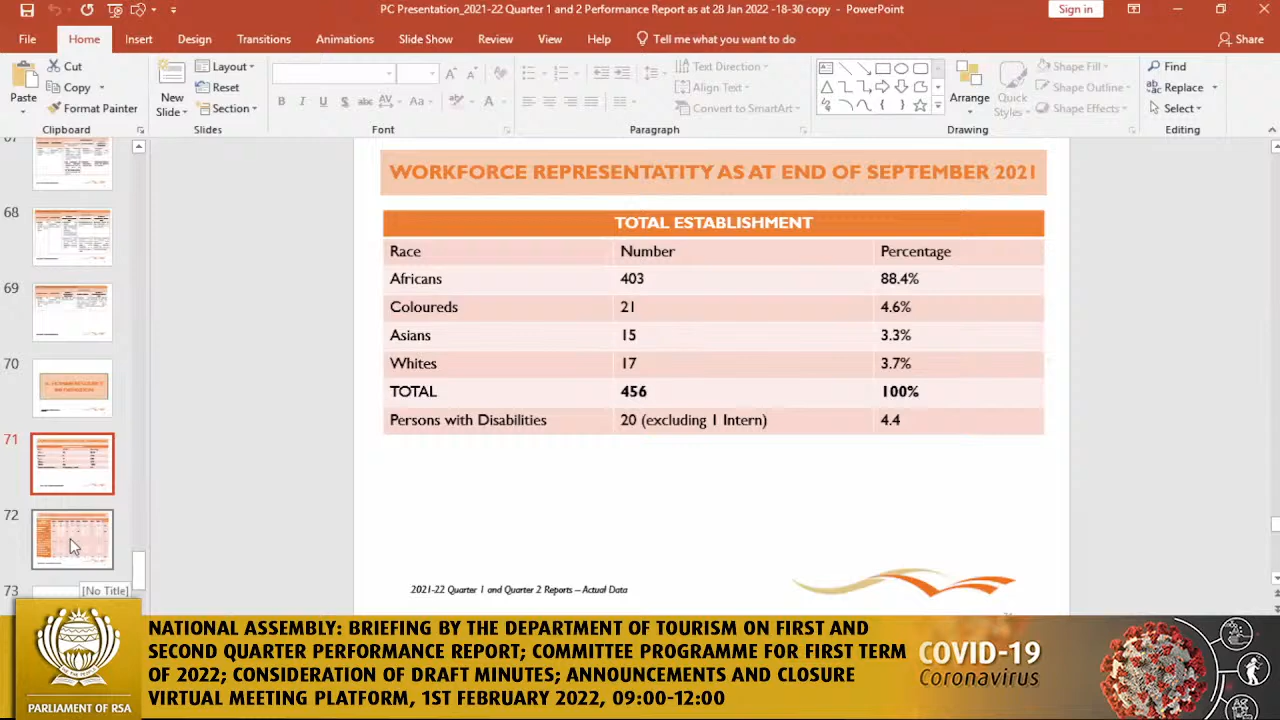 PC Presentation_2021-22 Quarter 1 and 2 Performance Report as at 28 Jan 2022 -18-30 copy - PowerPoint
Sign in
File Home Insert Design Transitions Animations Slide Show Review View Help Tell me what you want to do Share
Paste
Cut
Copy
Format Painter
Clipboard
New Slide
Layout
Reset
Section
Slides
B I U S abc AV Aa A
Font
Text Direction
Align Text
Convert to SmartArt
Paragraph
Arrange
Quick Styles
Shape Fill
Shape Outline
Shape Effects
Drawing
Find
Replace
Select
Editing
68
69
70
71
72
73
[No Title]
WORKFORCE REPRESENTATITY AS AT END OF SEPTEMBER 2021
TOTAL ESTABLISHMENT
Race Number Percentage
Africans 403 88.4%
Coloureds 21 4.6%
Asians 15 3.3%
Whites 17 3.7%
TOTAL 456 100%
Persons with Disabilities 20 (excluding 1 Intern) 4.4
2021-22 Quarter 1 and Quarter 2 Reports – Actual Data
PARLIAMENT OF RSA
NATIONAL ASSEMBLY: BRIEFING BY THE DEPARTMENT OF TOURISM ON FIRST AND
SECOND QUARTER PERFORMANCE REPORT; COMMITTEE PROGRAMME FOR FIRST TERM
OF 2022; CONSIDERATION OF DRAFT MINUTES; ANNOUNCEMENTS AND CLOSURE
VIRTUAL MEETING PLATFORM, 1ST FEBRUARY 2022, 09:00-12:00
COVID-19
Coronavirus